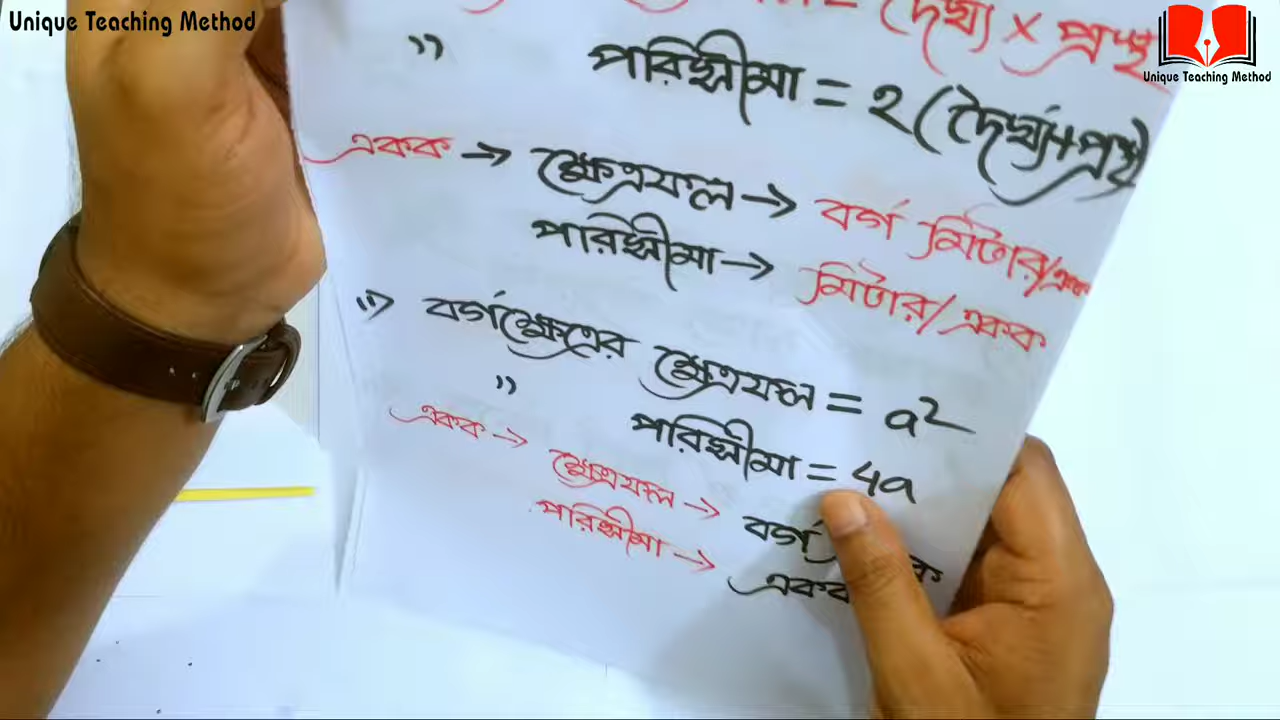 Unique Teaching Method
Unique Teaching Method
= দৈর্ঘ্য × প্রস্থ
" পরিসীমা = ২ (দৈর্ঘ্য+প্রস্থ)
একক → ক্ষেত্রফল → বর্গ মিটার/একক
পরিসীমা → মিটার/একক
"⇒ বর্গক্ষেত্রের ক্ষেত্রফল = a²
" পরিসীমা = 4a
একক → ক্ষেত্রফল → বর্গ
পরিসীমা → একক